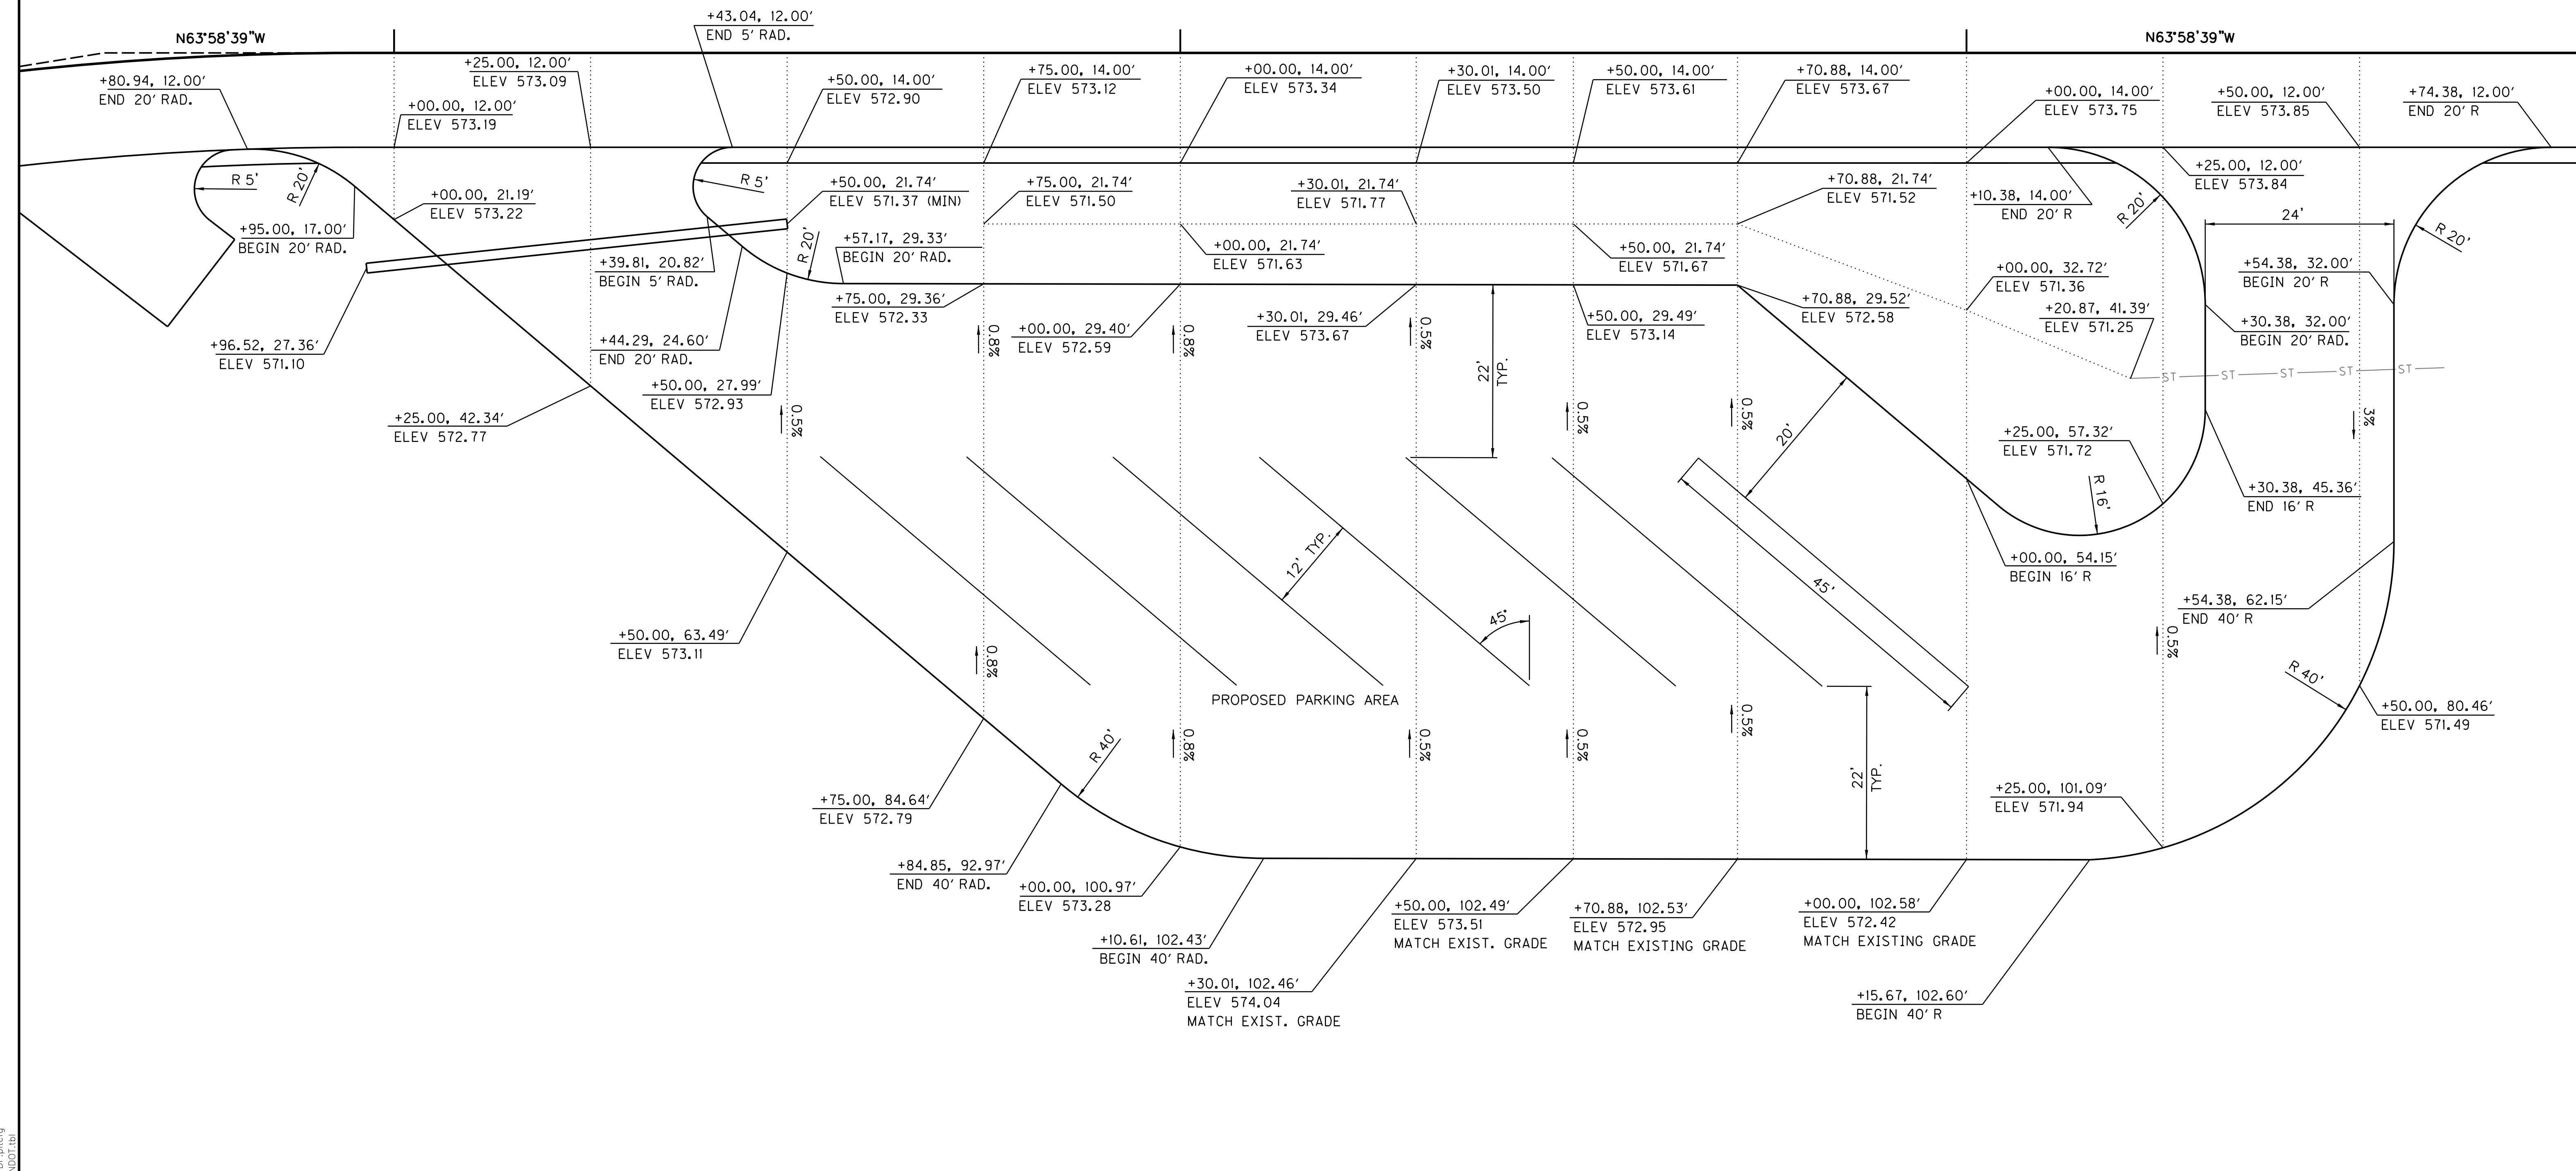 +43.04, 12.00'
END 5' RAD.
N63°58'39"W
N63°58'39"W
+80.94, 12.00'
END 20' RAD.
+25.00, 12.00'
ELEV 573.09
+00.00, 12.00'
ELEV 573.19
+50.00, 14.00'
ELEV 572.90
+75.00, 14.00'
ELEV 573.12
+00.00, 14.00'
ELEV 573.34
+30.01, 14.00'
ELEV 573.50
+50.00, 14.00'
ELEV 573.61
+70.88, 14.00'
ELEV 573.67
+00.00, 14.00'
ELEV 573.75
+50.00, 12.00'
ELEV 573.85
+74.38, 12.00'
END 20' R
R 5'
R 20'
+00.00, 21.19'
ELEV 573.22
R 5'
+50.00, 21.74'
ELEV 571.37 (MIN)
+75.00, 21.74'
ELEV 571.50
+30.01, 21.74'
ELEV 571.77
+70.88, 21.74'
ELEV 571.52
+10.38, 14.00'
END 20' R
R 20'
+25.00, 12.00'
ELEV 573.84
24'
R 20'
+95.00, 17.00'
BEGIN 20' RAD.
+39.81, 20.82'
BEGIN 5' RAD.
R 20'
+57.17, 29.33'
BEGIN 20' RAD.
+00.00, 21.74'
ELEV 571.63
+50.00, 21.74'
ELEV 571.67
+00.00, 32.72'
ELEV 571.36
+54.38, 32.00'
BEGIN 20' R
+75.00, 29.36'
ELEV 572.33
+70.88, 29.52'
ELEV 572.58
+20.87, 41.39'
ELEV 571.25
+30.38, 32.00'
BEGIN 20' RAD.
+96.52, 27.36'
ELEV 571.10
+44.29, 24.60'
END 20' RAD.
0.8%
+00.00, 29.40'
ELEV 572.59
0.8%
+30.01, 29.46'
ELEV 573.67
0.5%
+50.00, 29.49'
ELEV 573.14
22'
TYP.
ST
ST
ST
ST
ST
+50.00, 27.99'
ELEV 572.93
0.5%
+25.00, 42.34'
ELEV 572.77
0.5%
0.5%
20'
3%
+25.00, 57.32'
ELEV 571.72
R 16'
+30.38, 45.36'
END 16' R
12' TYP.
45'
+00.00, 54.15'
BEGIN 16' R
+54.38, 62.15'
END 40' R
45°
+50.00, 63.49'
ELEV 573.11
0.8%
0.5%
PROPOSED PARKING AREA
R 40'
+50.00, 80.46'
ELEV 571.49
R 40'
0.8%
0.5%
0.5%
0.5%
22'
TYP.
+75.00, 84.64'
ELEV 572.79
+25.00, 101.09'
ELEV 571.94
+84.85, 92.97'
END 40' RAD.
+00.00, 100.97'
ELEV 573.28
+50.00, 102.49'
ELEV 573.51
MATCH EXIST. GRADE
+70.88, 102.53'
ELEV 572.95
MATCH EXISTING GRADE
+00.00, 102.58'
ELEV 572.42
MATCH EXISTING GRADE
+10.61, 102.43'
BEGIN 40' RAD.
+30.01, 102.46'
ELEV 574.04
MATCH EXIST. GRADE
+15.67, 102.60'
BEGIN 40' R